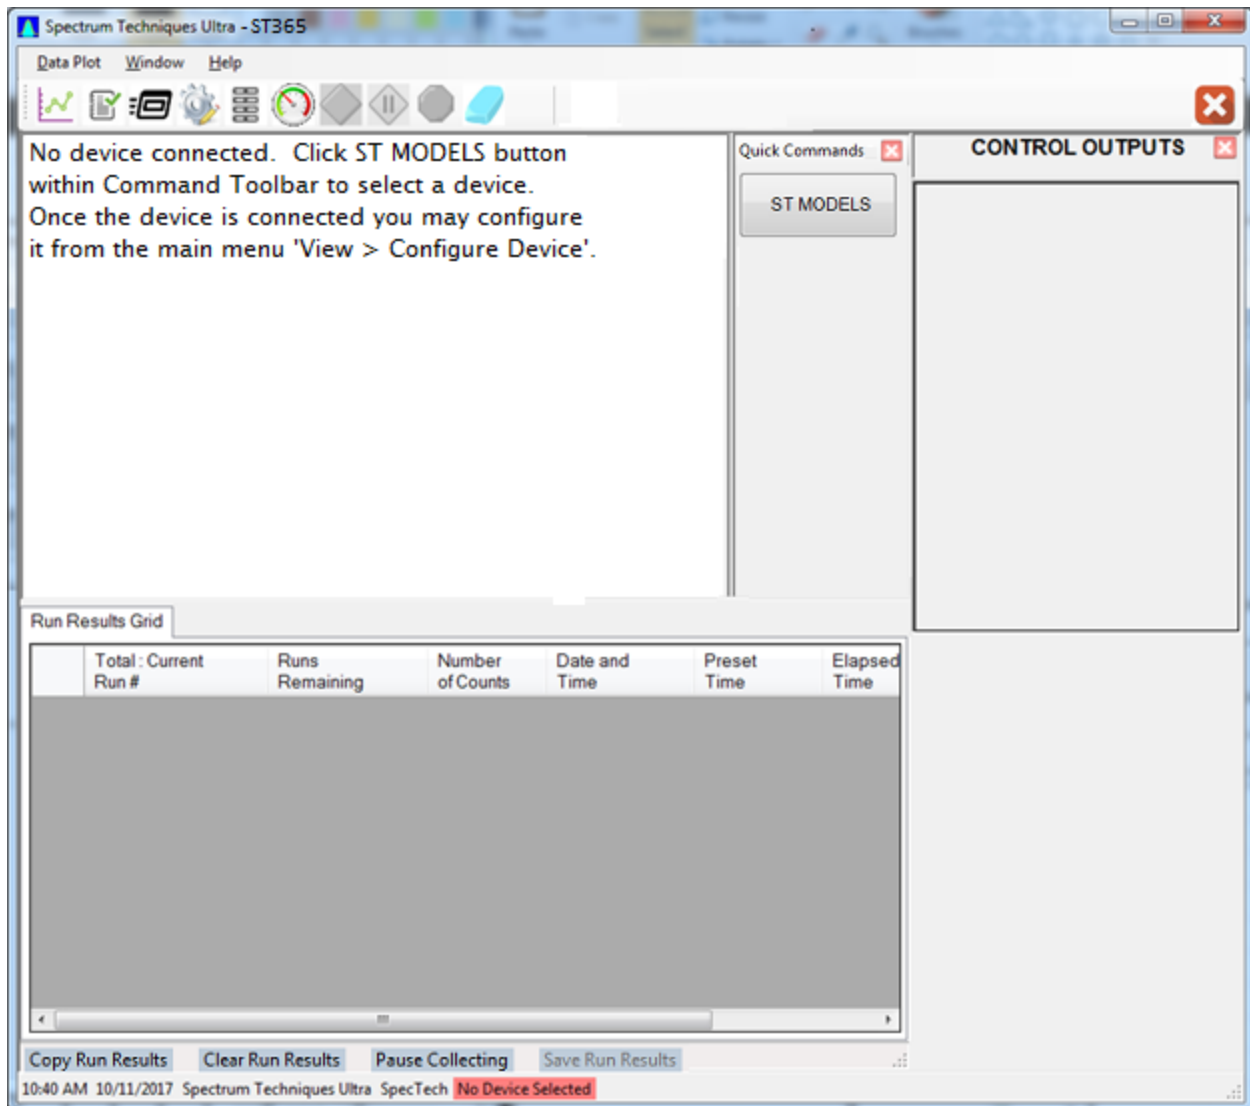 Spectrum Techniques Ultra - ST365
Data Plot Window Help
No device connected. Click ST MODELS button
within Command Toolbar to select a device.
Once the device is connected you may configure
it from the main menu 'View > Configure Device'.
Quick Commands
ST MODELS
CONTROL OUTPUTS
Run Results Grid
Total : Current Run #
Runs Remaining
Number of Counts
Date and Time
Preset Time
Elapsed Time
Copy Run Results Clear Run Results Pause Collecting Save Run Results
10:40 AM 10/11/2017 Spectrum Techniques Ultra SpecTech No Device Selected